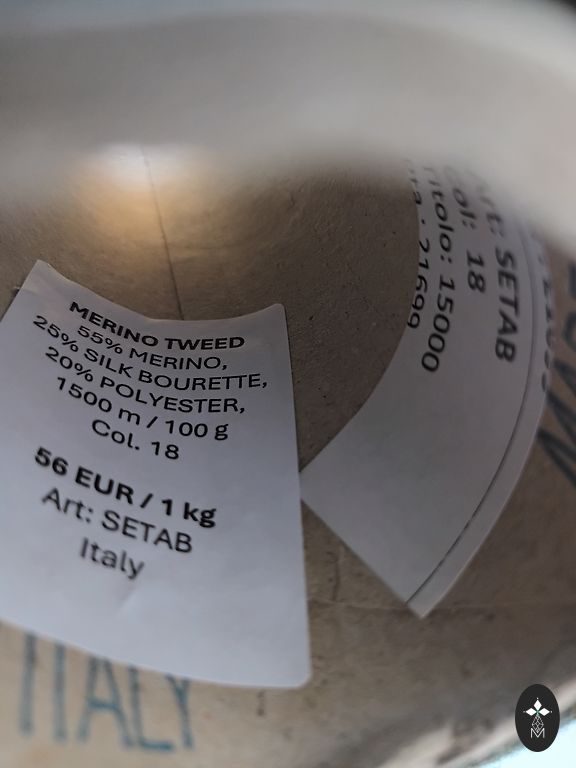 MERINO TWEED
55% MERINO,
25% SILK BOURETTE,
20% POLYESTER,
1500 m / 100 g
Col. 18
56 EUR / 1 kg
Art: SETAB
Italy
Art: SETAB
Col: 18
Titolo: 15000
: 21699
ITALY
M